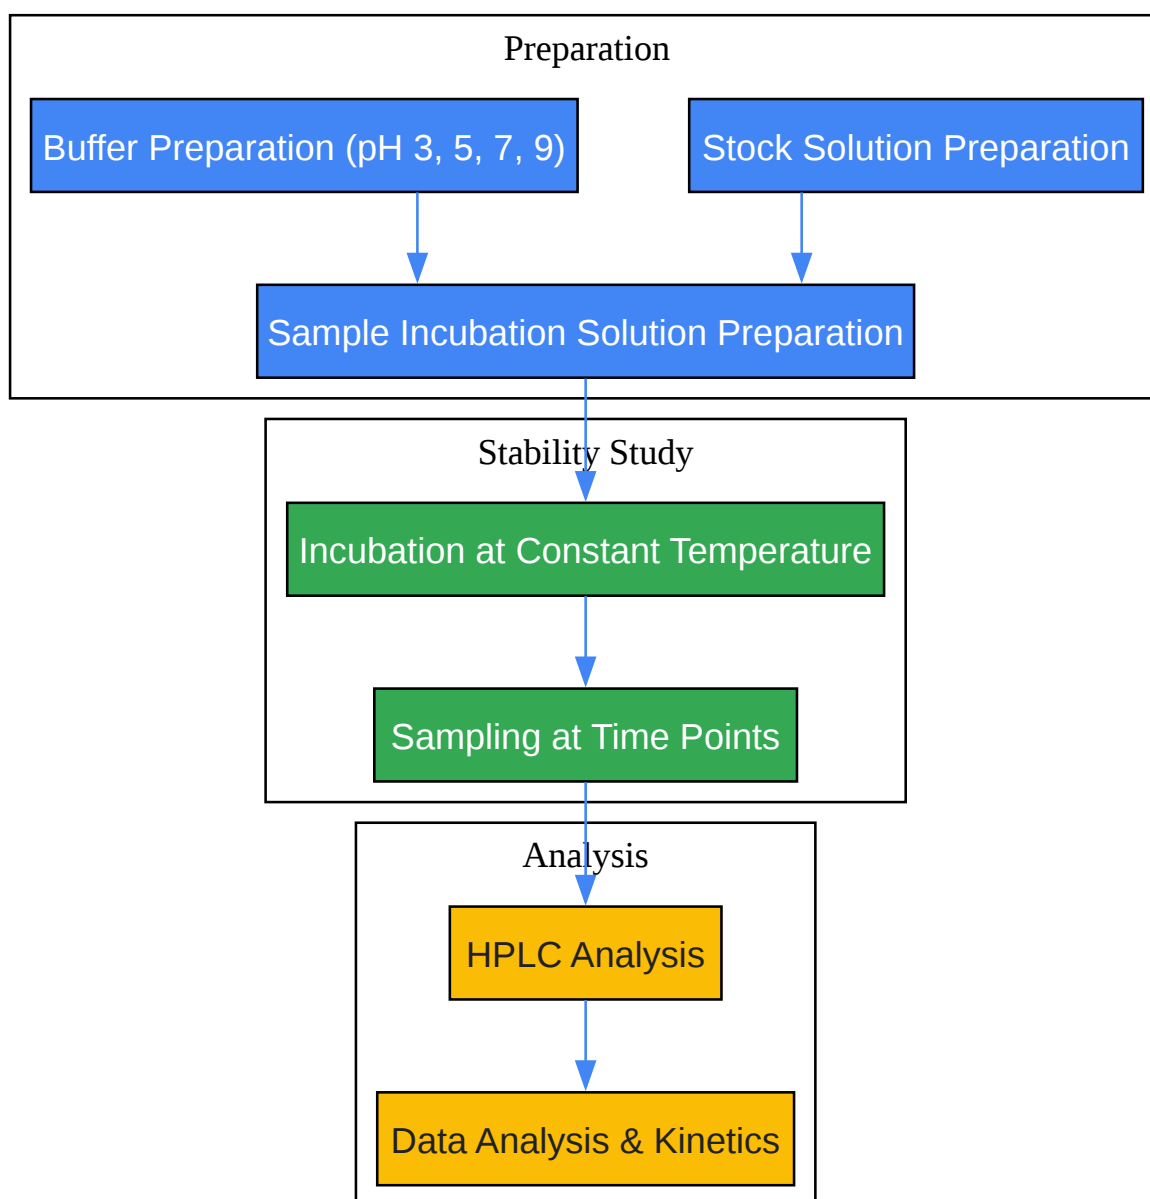 Preparation
Buffer Preparation (pH 3, 5, 7, 9)
Stock Solution Preparation
Sample Incubation Solution Preparation
Stability Study
Incubation at Constant Temperature
Sampling at Time Points
Analysis
HPLC Analysis
Data Analysis & Kinetics